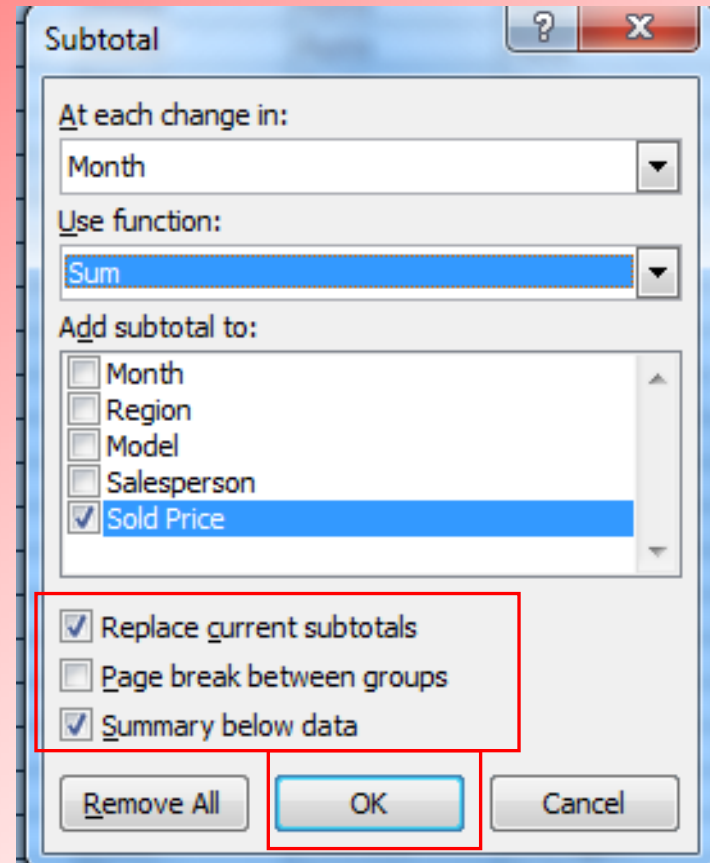 Subtotal
?
At each change in:
Month
Use function:
Sum
Add subtotal to:
Month
Region
Model
Salesperson
Sold Price
Replace current subtotals
Page break between groups
Summary below data
Remove All OK Cancel